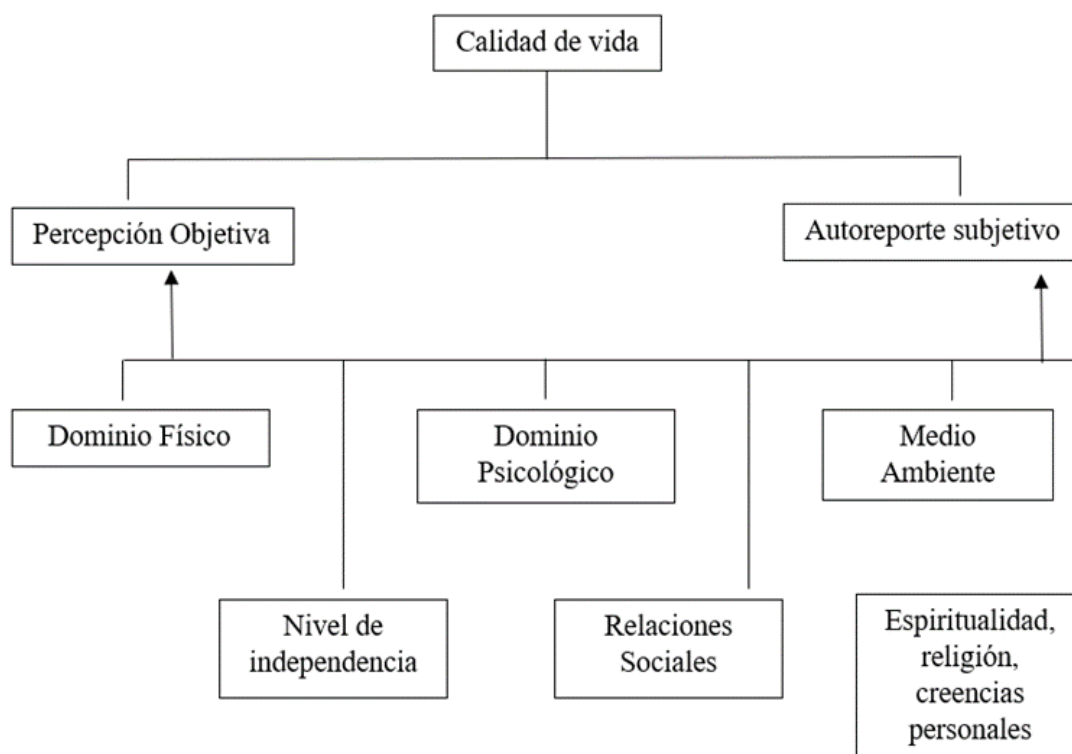 Calidad de vida
Percepción Objetiva
Autoreporte subjetivo
Dominio Físico
Dominio
Psicológico
Medio
Ambiente
Nivel de
independencia
Relaciones
Sociales
Espiritualidad,
religión,
creencias
personales